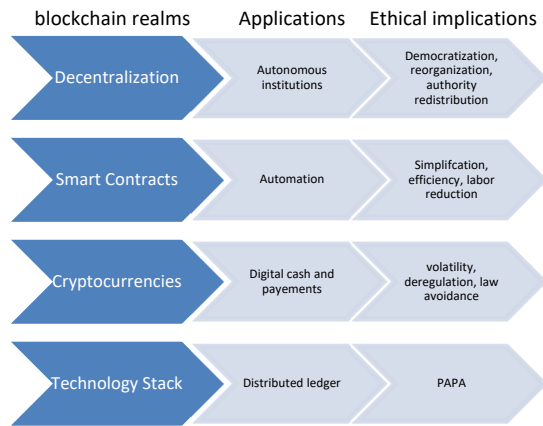 blockchain realms
Applications
Ethical implications
Decentralization
Autonomous
institutions
Democratization,
reorganization,
authority
redistribution
Smart Contracts
Automation
Simplifcation,
efficiency, labor
reduction
Cryptocurrencies
Digital cash and
payements
volatility,
deregulation, law
avoidance
Technology Stack
Distributed ledger
PAPA